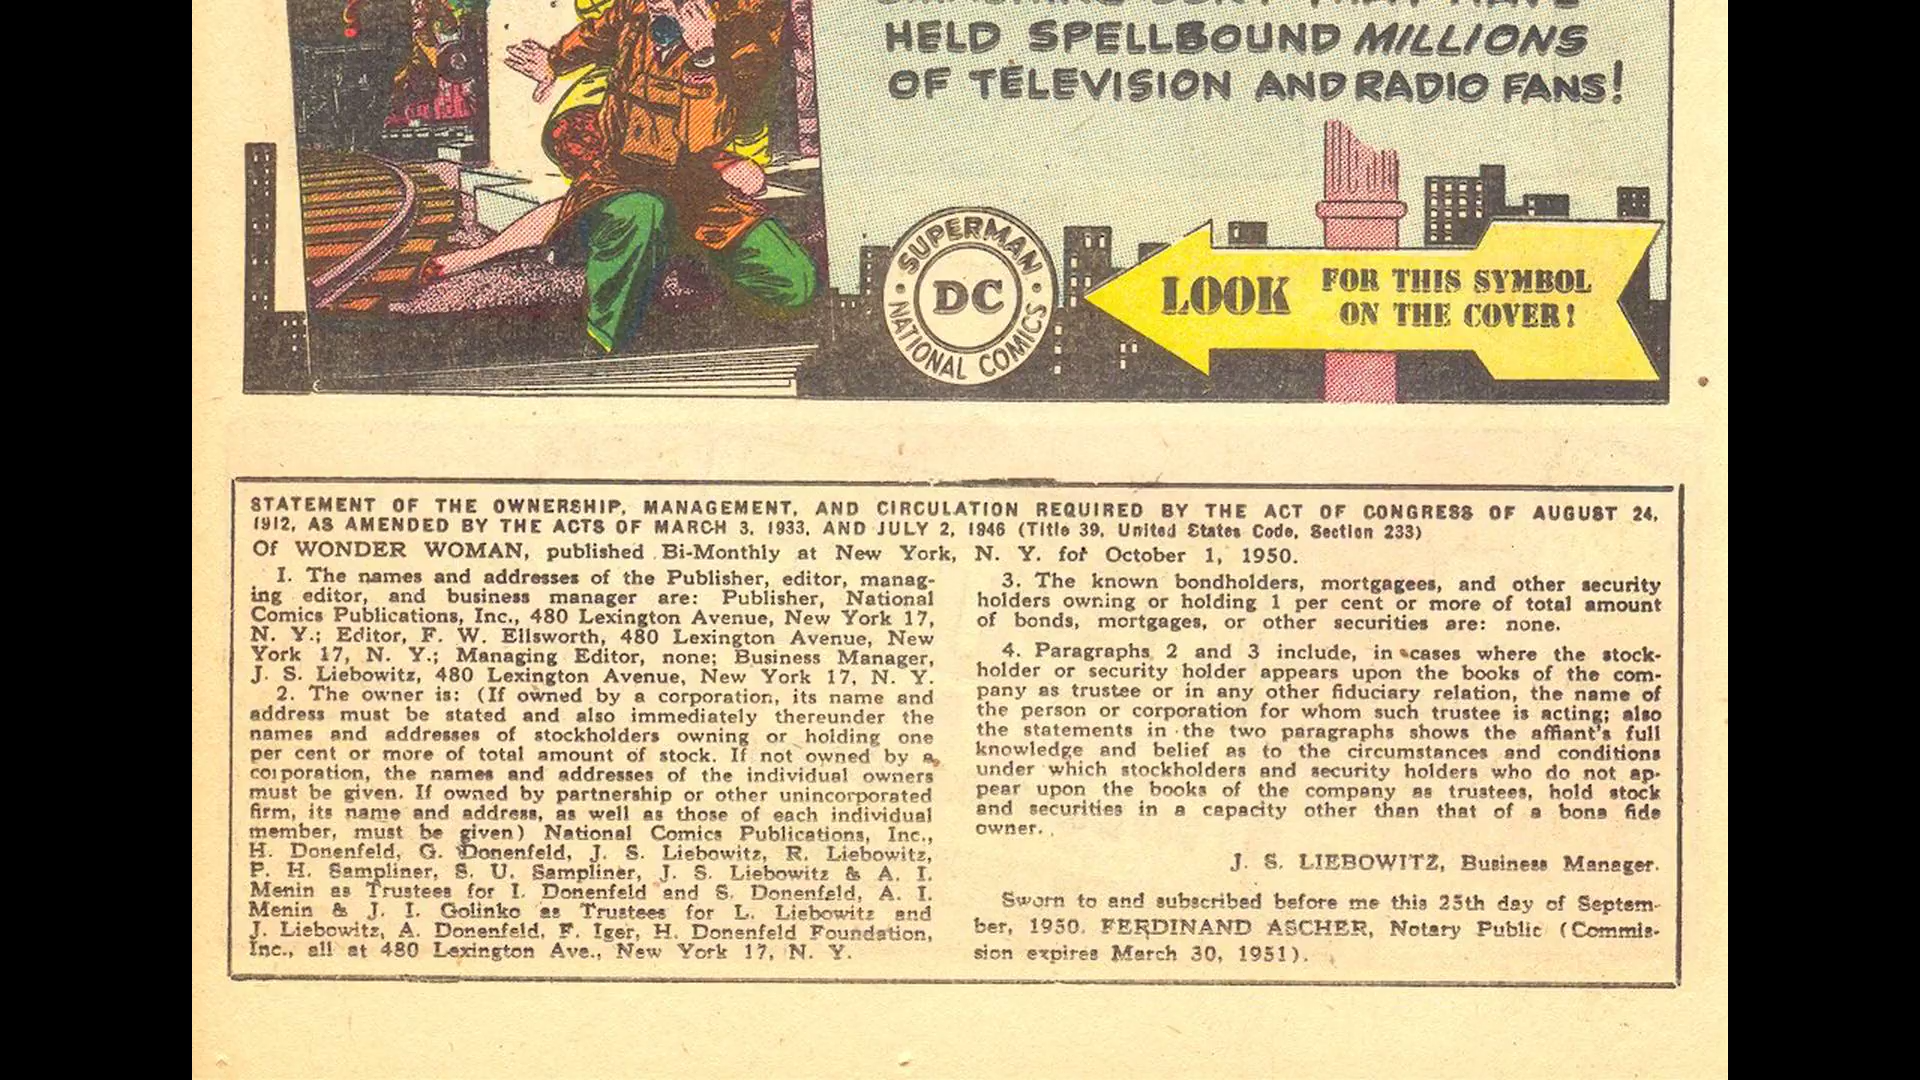 HELD SPELLBOUND MILLIONS
OF TELEVISION AND RADIO FANS!
SUPERMAN
DC
NATIONAL COMICS
LOOK FOR THIS SYMBOL
ON THE COVER!
STATEMENT OF THE OWNERSHIP, MANAGEMENT, AND CIRCULATION REQUIRED BY THE ACT OF CONGRESS OF AUGUST 24,
1912, AS AMENDED BY THE ACTS OF MARCH 3, 1933, AND JULY 2, 1946 (Title 39, United States Code, Section 233)
Of WONDER WOMAN, published Bi-Monthly at New York, N. Y. for October 1, 1950.
1. The names and addresses of the Publisher, editor, manag-
ing editor, and business manager are: Publisher, National
Comics Publications, Inc., 480 Lexington Avenue, New York 17,
N. Y.; Editor, F. W. Ellsworth, 480 Lexington Avenue, New
York 17, N. Y.; Managing Editor, none; Business Manager,
J. S. Liebowitz, 480 Lexington Avenue, New York 17, N. Y.
2. The owner is: (If owned by a corporation, its name and
address must be stated and also immediately thereunder the
names and addresses of stockholders owning or holding one
per cent or more of total amount of stock. If not owned by a
corporation, the names and addresses of the individual owners
must be given. If owned by partnership or other unincorporated
firm, its name and address, as well as those of each individual
member, must be given) National Comics Publications, Inc.,
H. Donenfeld, G. Donenfeld, J. S. Liebowitz, R. Liebowitz,
P. H. Sampliner, S. U. Sampliner, J. S. Liebowitz & A. I.
Menin as Trustees for I. Donenfeld and S. Donenfeld, A. I.
Menin & J. I. Golinko as Trustees for L. Liebowitz and
J. Liebowitz, A. Donenfeld, F. Iger, H. Donenfeld Foundation,
Inc., all at 480 Lexington Ave., New York 17, N. Y.
3. The known bondholders, mortgagees, and other security
holders owning or holding 1 per cent or more of total amount
of bonds, mortgages, or other securities are: none.
4. Paragraphs 2 and 3 include, in cases where the stock-
holder or security holder appears upon the books of the com-
pany as trustee or in any other fiduciary relation, the name of
the person or corporation for whom such trustee is acting; also
the statements in the two paragraphs shows the affiant's full
knowledge and belief as to the circumstances and conditions
under which stockholders and security holders who do not ap-
pear upon the books of the company as trustees, hold stock
and securities in a capacity other than that of a bona fide
owner.
J. S. LIEBOWITZ, Business Manager.
Sworn to and subscribed before me this 25th day of Septem-
ber, 1950. FERDINAND ASCHER, Notary Public (Commis-
sion expires March 30, 1951).